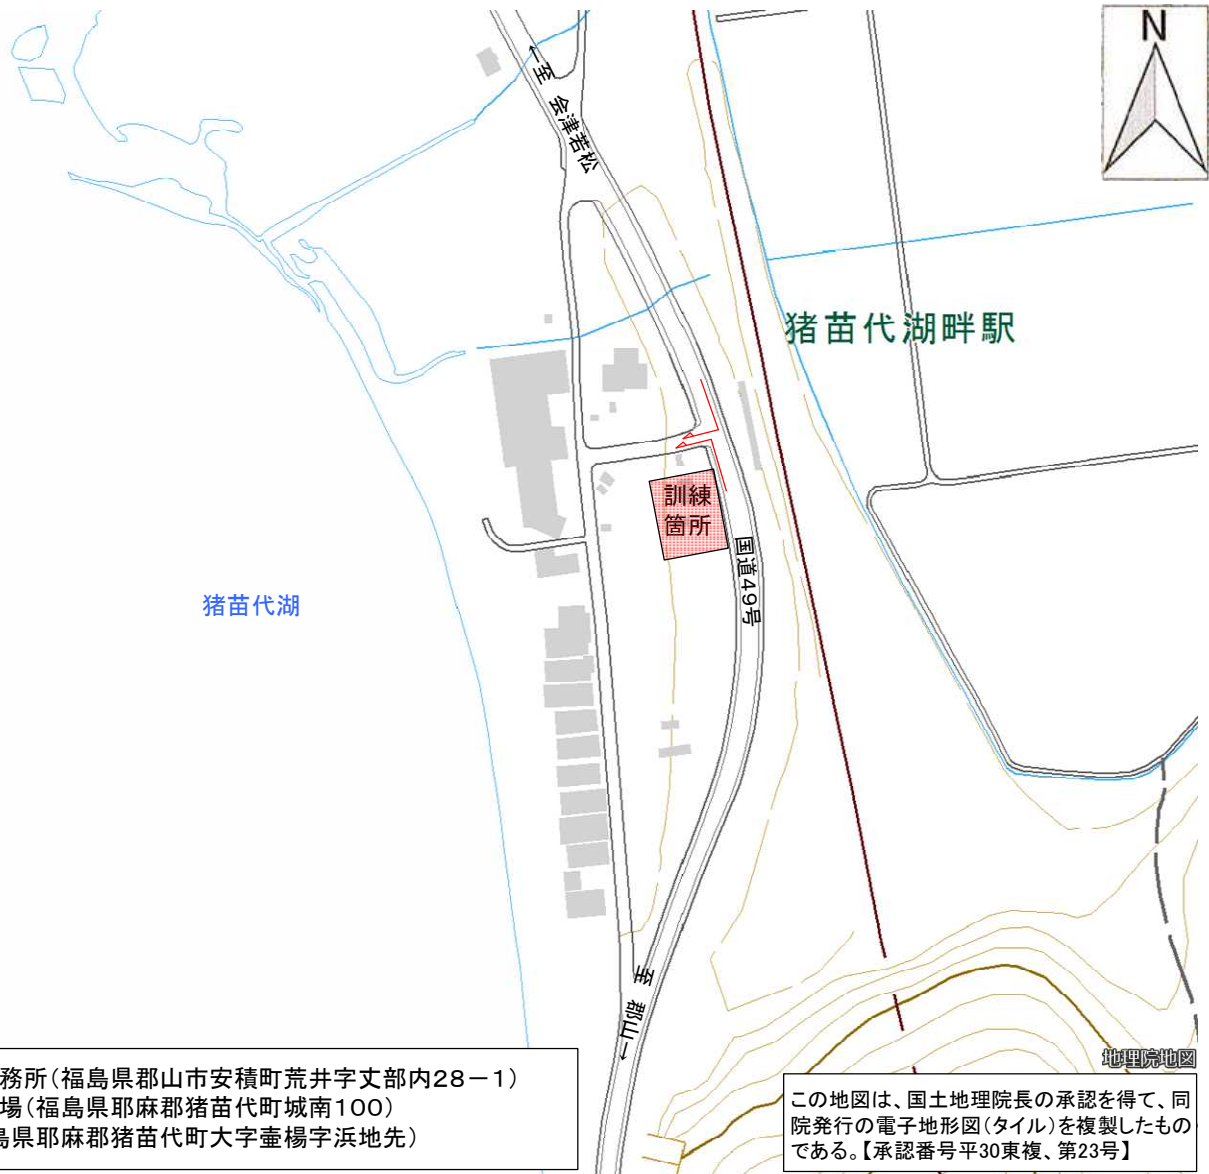 N
←至 会津若松
猪苗代湖畔駅
訓練
箇所
国道49号
猪苗代湖
至 郡山→
務所(福島県郡山市安積町荒井字丈部内28－1)
場(福島県耶麻郡猪苗代町城南100)
島県耶麻郡猪苗代町大字壷楊字浜地先)
地理院地図
この地図は、国土地理院長の承認を得て、同
院発行の電子地形図(タイル)を複製したもの
である。【承認番号平30東複、第23号】